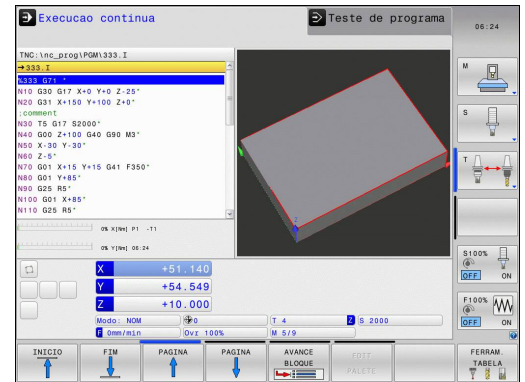 Execucao continua
Teste de programa
06:24
TNC:\nc_prog\PGM\333.I
→333.I
%333 G71 *
N10 G30 G17 X+0 Y+0 Z-25*
N20 G31 X+150 Y+100 Z+0*
;comment
N30 T5 G17 S2000*
N40 G00 Z+100 G40 G90 M3*
N50 X-30 Y-30*
N60 Z-5*
N70 G01 X+15 Y+15 G41 F350*
N80 G01 Y+85*
N90 G25 R5*
N100 G01 X+85*
N110 G25 R5*
0% X[Nm] P1 -T1
0% Y[Nm] 06:24
X +51.140
Y +54.549
Z +10.000
Modo: NOM 0 T 4 Z S 2000
F 0mm/min Ovr 100% M 5/9
M
S
T
S100%
OFF ON
F100%
OFF ON
INICIO
FIM
PAGINA
PAGINA
AVANCE
BLOQUE
EDIT
PALETE
FERRAM.
TABELA